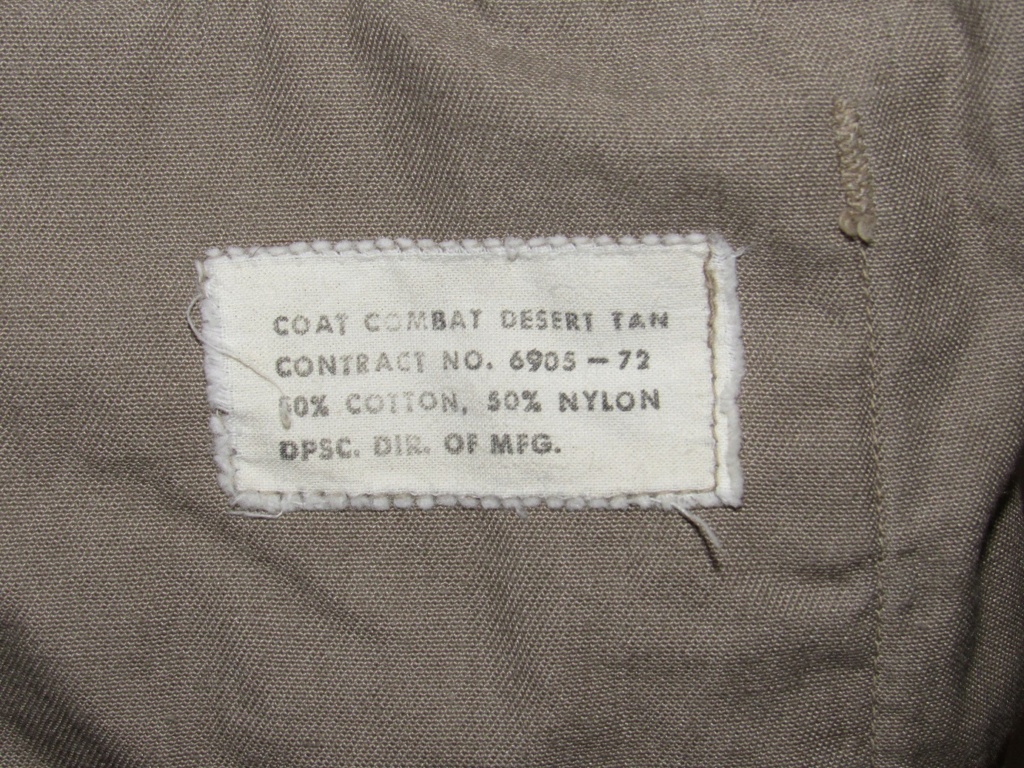 COAT COMBAT DESERT TAN
CONTRACT NO. 6905-72
50% COTTON, 50% NYLON
DPSC. DIR. OF MFG.